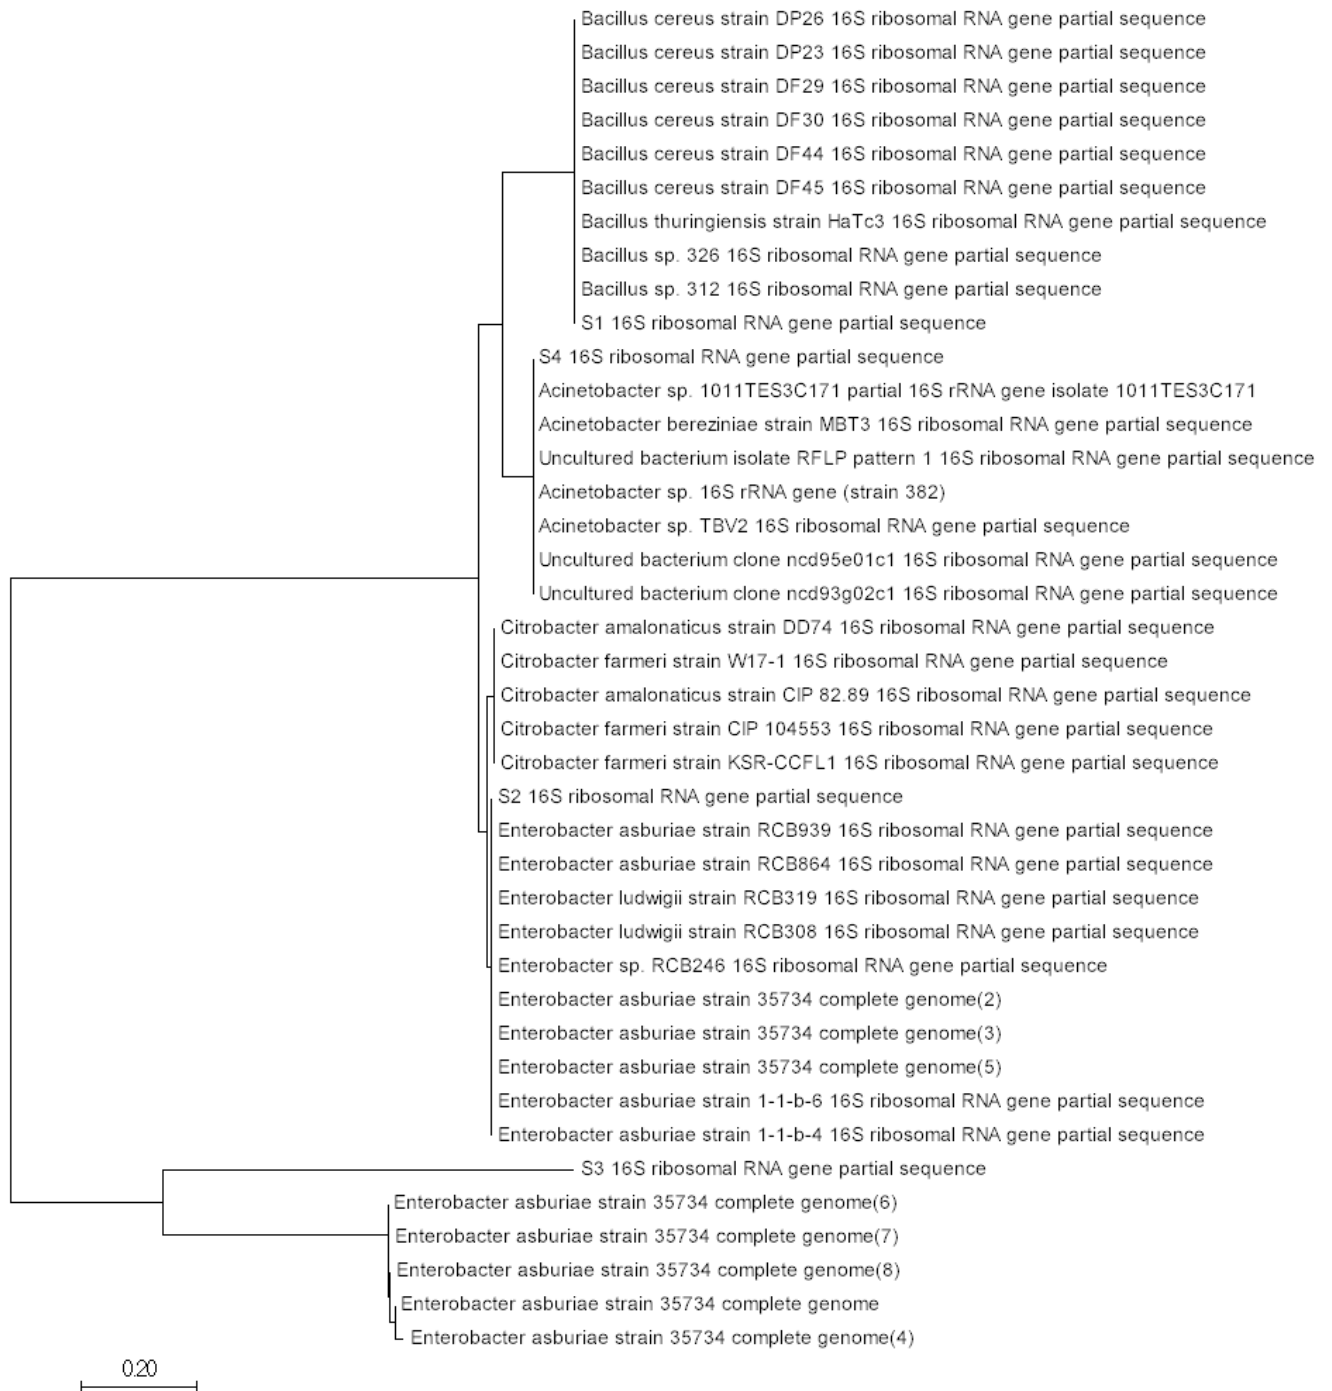 Bacillus cereus strain DP26 16S ribosomal RNA gene partial sequence
Bacillus cereus strain DP23 16S ribosomal RNA gene partial sequence
Bacillus cereus strain DF29 16S ribosomal RNA gene partial sequence
Bacillus cereus strain DF30 16S ribosomal RNA gene partial sequence
Bacillus cereus strain DF44 16S ribosomal RNA gene partial sequence
Bacillus cereus strain DF45 16S ribosomal RNA gene partial sequence
Bacillus thuringiensis strain HaTc3 16S ribosomal RNA gene partial sequence
Bacillus sp. 326 16S ribosomal RNA gene partial sequence
Bacillus sp. 312 16S ribosomal RNA gene partial sequence
S1 16S ribosomal RNA gene partial sequence
S4 16S ribosomal RNA gene partial sequence
Acinetobacter sp. 1011TES3C171 partial 16S rRNA gene isolate 1011TES3C171
Acinetobacter bereziniae strain MBT3 16S ribosomal RNA gene partial sequence
Uncultured bacterium isolate RFLP pattern 1 16S ribosomal RNA gene partial sequence
Acinetobacter sp. 16S rRNA gene (strain 382)
Acinetobacter sp. TBV2 16S ribosomal RNA gene partial sequence
Uncultured bacterium clone ncd95e01c1 16S ribosomal RNA gene partial sequence
Uncultured bacterium clone ncd93g02c1 16S ribosomal RNA gene partial sequence
Citrobacter amalonaticus strain DD74 16S ribosomal RNA gene partial sequence
Citrobacter farmeri strain W17-1 16S ribosomal RNA gene partial sequence
Citrobacter amalonaticus strain CIP 82.89 16S ribosomal RNA gene partial sequence
Citrobacter farmeri strain CIP 104553 16S ribosomal RNA gene partial sequence
Citrobacter farmeri strain KSR-CCFL1 16S ribosomal RNA gene partial sequence
S2 16S ribosomal RNA gene partial sequence
Enterobacter asburiae strain RCB939 16S ribosomal RNA gene partial sequence
Enterobacter asburiae strain RCB864 16S ribosomal RNA gene partial sequence
Enterobacter ludwigii strain RCB319 16S ribosomal RNA gene partial sequence
Enterobacter ludwigii strain RCB308 16S ribosomal RNA gene partial sequence
Enterobacter sp. RCB246 16S ribosomal RNA gene partial sequence
Enterobacter asburiae strain 35734 complete genome(2)
Enterobacter asburiae strain 35734 complete genome(3)
Enterobacter asburiae strain 35734 complete genome(5)
Enterobacter asburiae strain 1-1-b-6 16S ribosomal RNA gene partial sequence
Enterobacter asburiae strain 1-1-b-4 16S ribosomal RNA gene partial sequence
S3 16S ribosomal RNA gene partial sequence
Enterobacter asburiae strain 35734 complete genome(6)
Enterobacter asburiae strain 35734 complete genome(7)
Enterobacter asburiae strain 35734 complete genome(8)
Enterobacter asburiae strain 35734 complete genome
Enterobacter asburiae strain 35734 complete genome(4)
0.20